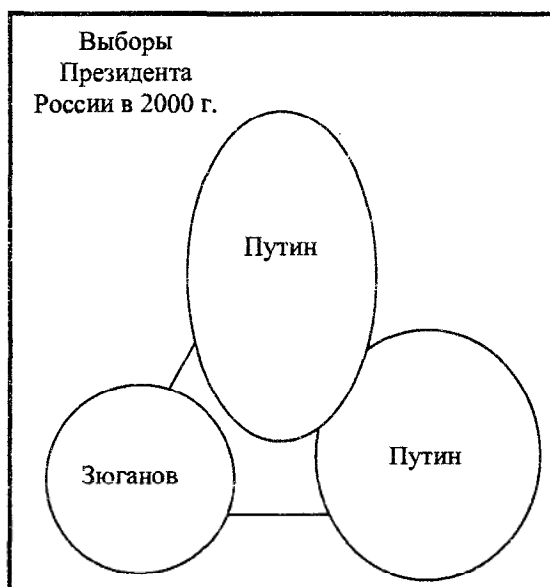 Выборы
Президента
России в 2000 г.
Путин
Зюганов
Путин